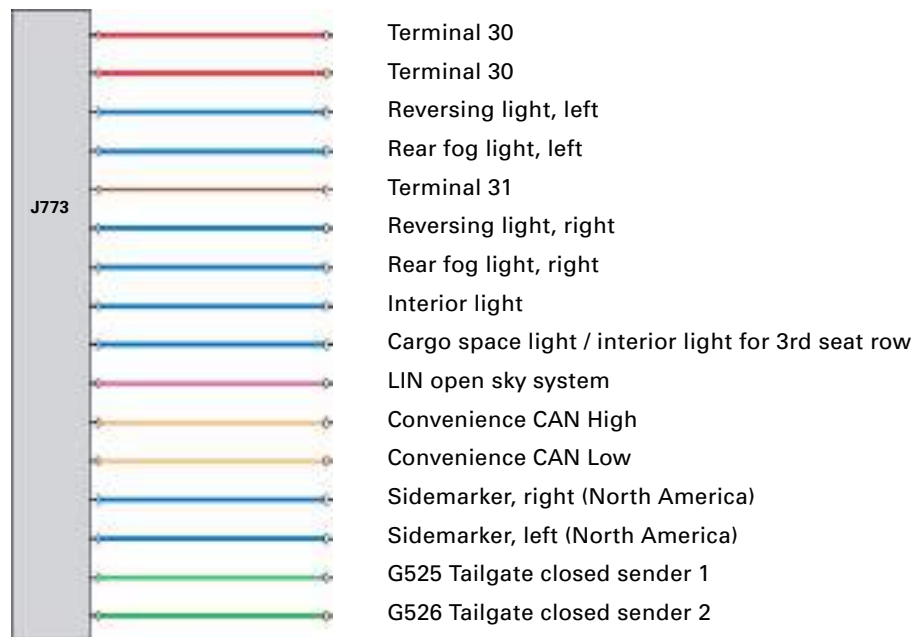 Terminal 30
Terminal 30
Reversing light, left
Rear fog light, left
Terminal 31
J773
Reversing light, right
Rear fog light, right
Interior light
Cargo space light / interior light for 3rd seat row
LIN open sky system
Convenience CAN High
Convenience CAN Low
Sidemarker, right (North America)
Sidemarker, left (North America)
G525 Tailgate closed sender 1
G526 Tailgate closed sender 2